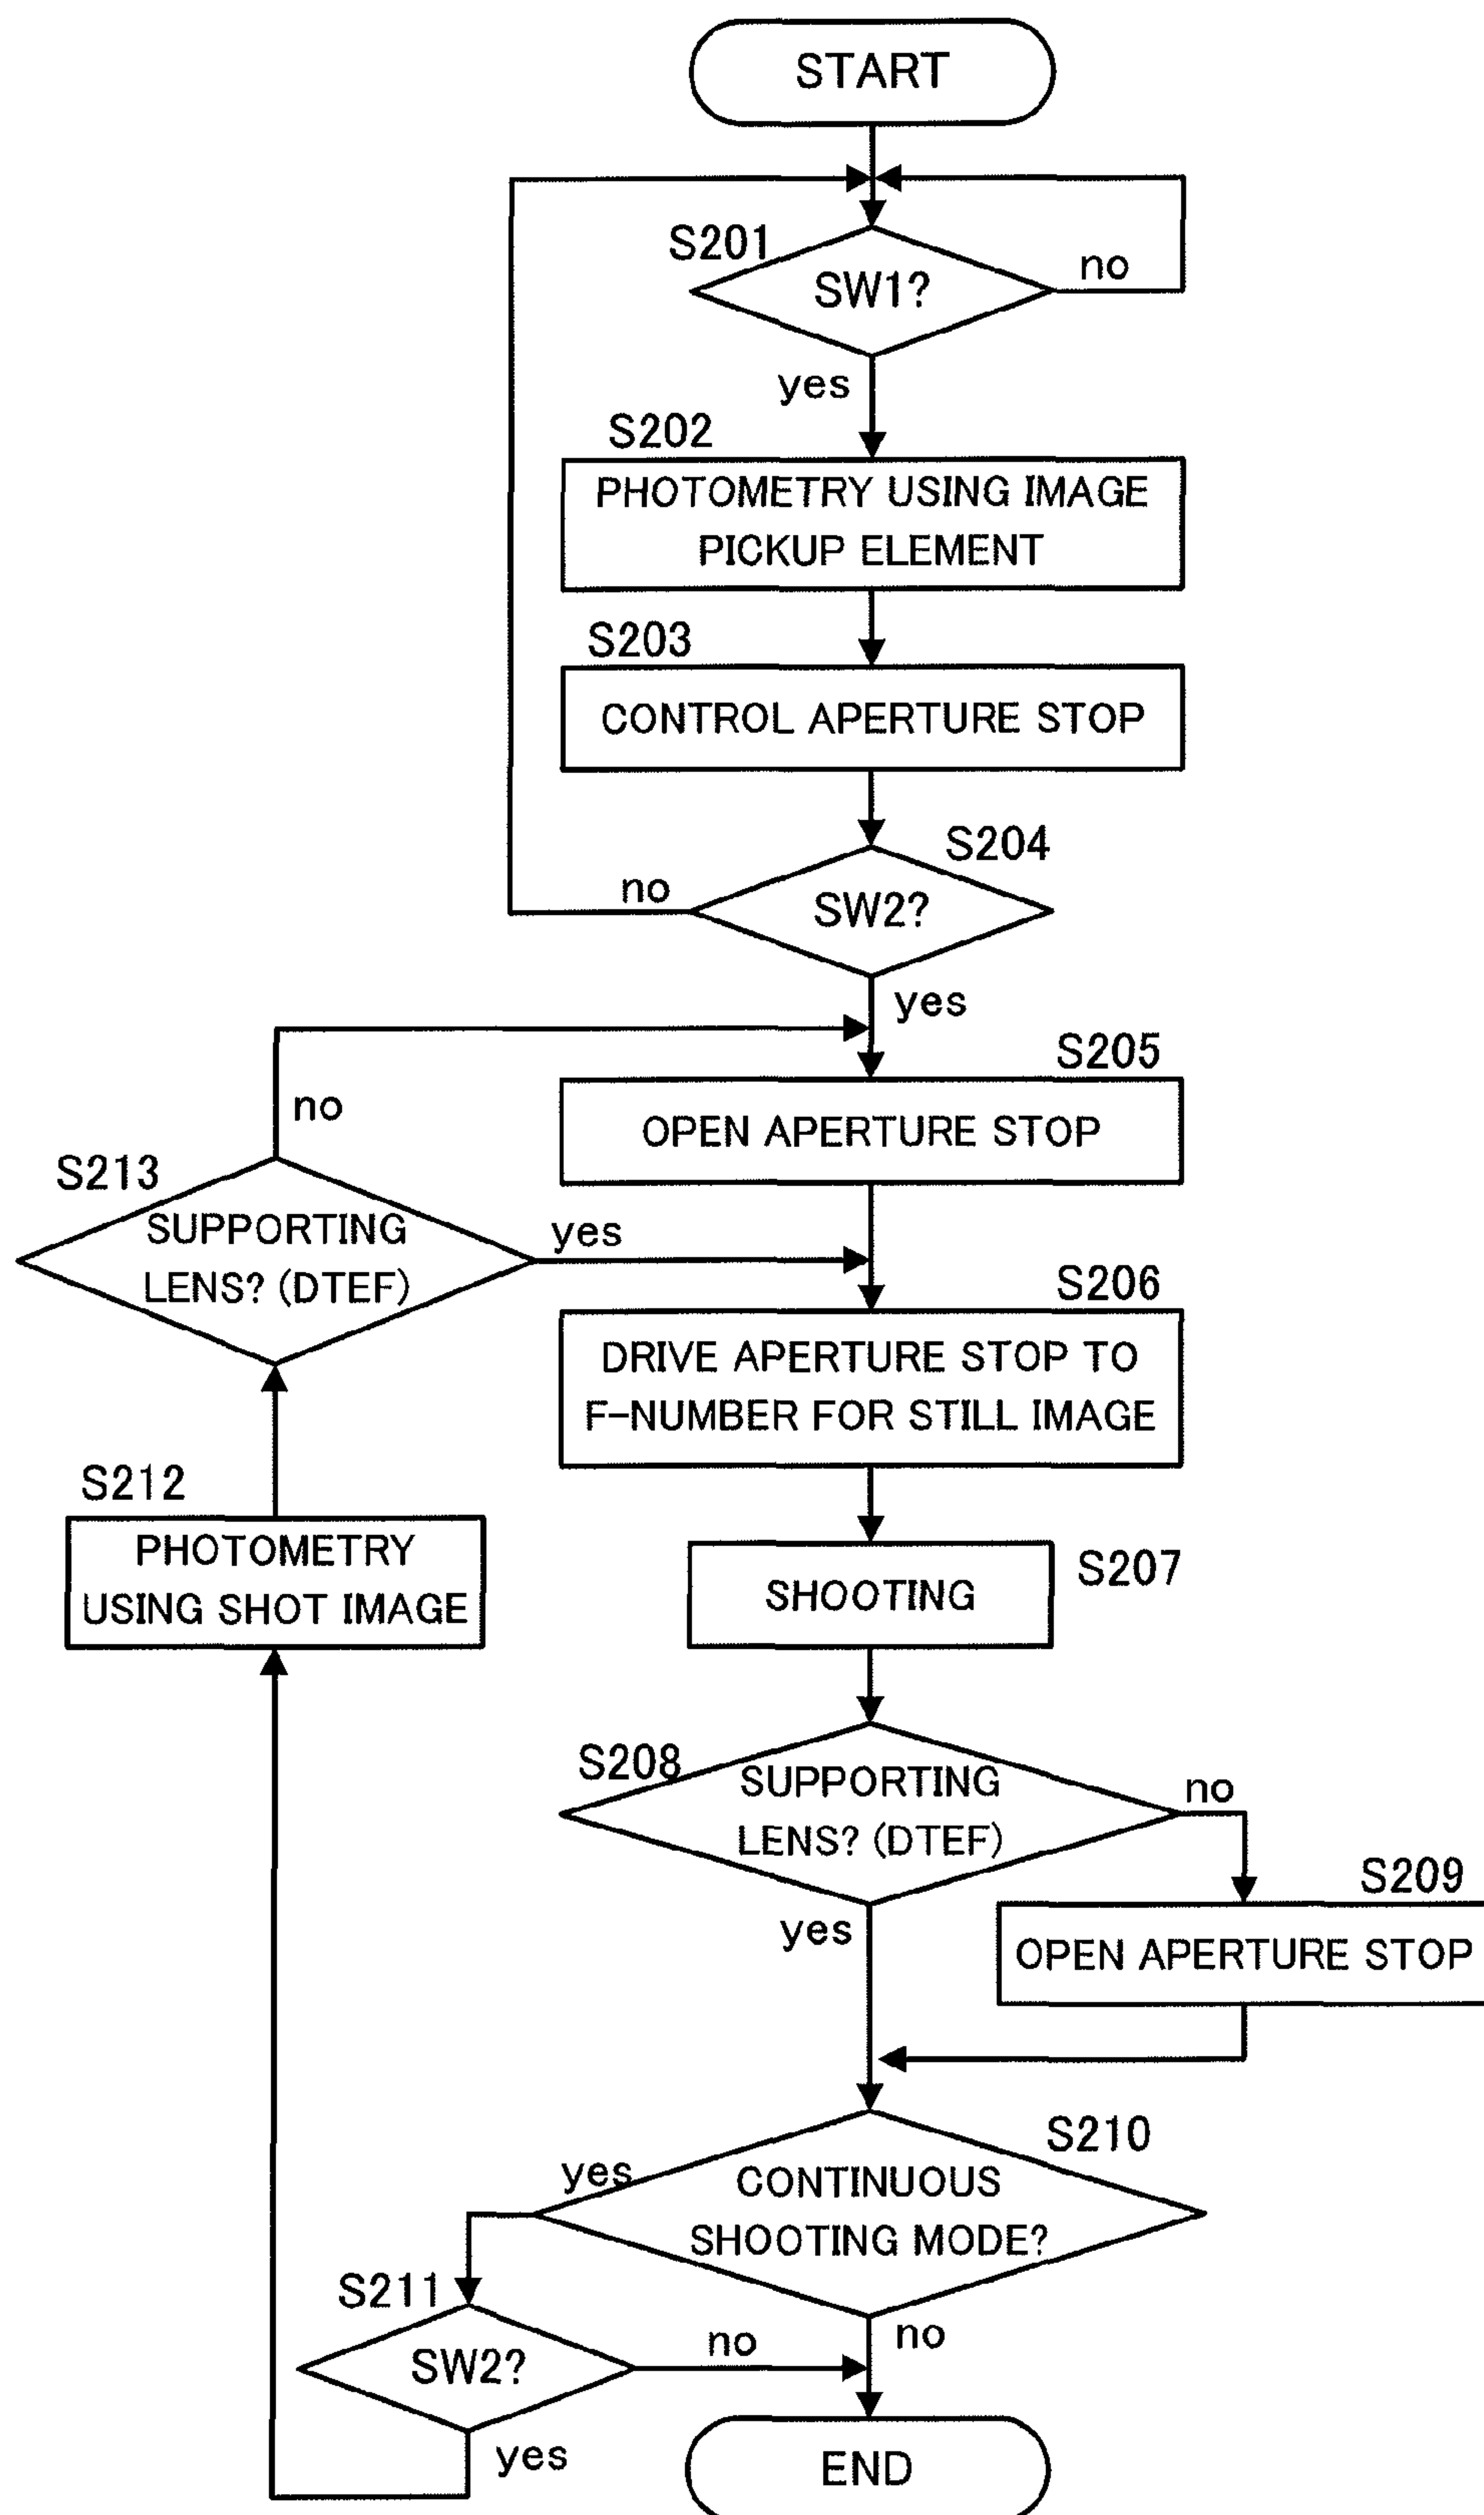 START
S201
SW1?
no
yes
S202
PHOTOMETRY USING IMAGE
PICKUP ELEMENT
S203
CONTROL APERTURE STOP
S204
SW2?
no
yes
S205
OPEN APERTURE STOP
no
S213
SUPPORTING
LENS? (DTEF)
yes
S206
DRIVE APERTURE STOP TO
F-NUMBER FOR STILL IMAGE
S212
PHOTOMETRY
USING SHOT IMAGE
S207
SHOOTING
S208
SUPPORTING
LENS? (DTEF)
no
yes
S209
OPEN APERTURE STOP
S210
CONTINUOUS
SHOOTING MODE?
yes
no
S211
SW2?
no
yes
END